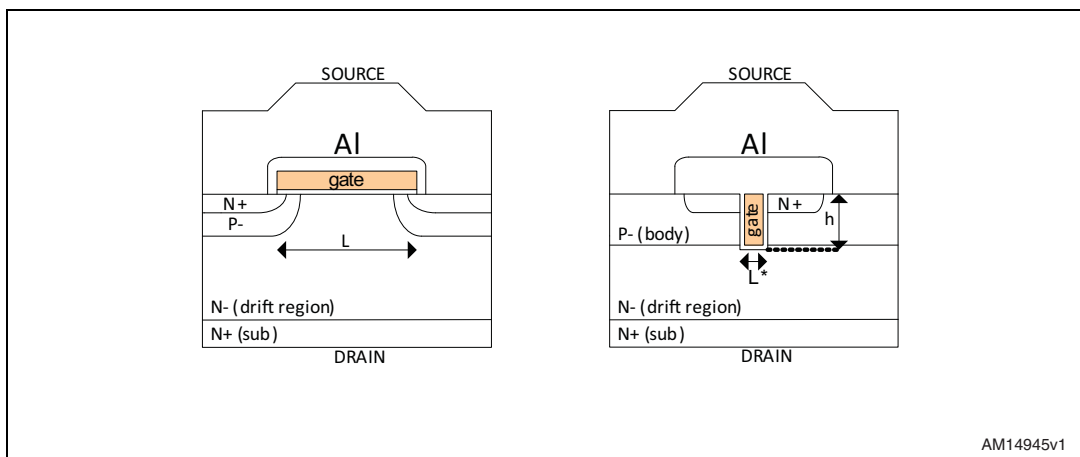 SOURCE
Al
gate
N+
P-
L
N- (drift region)
N+ (sub)
DRAIN
SOURCE
Al
gate
N+
h
P- (body)
L*
N- (drift region)
N+ (sub)
DRAIN
AM14945v1